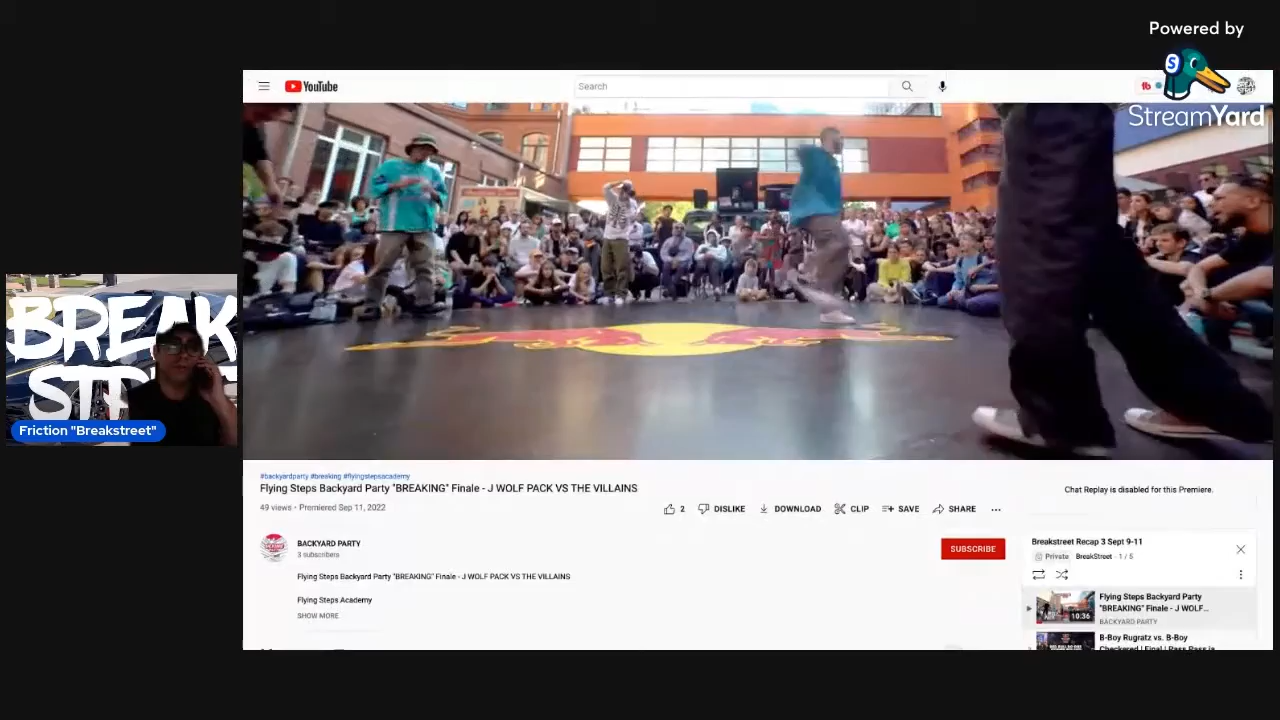 Powered by
StreamYard
YouTube
Search
BREAK
Friction "Breakstreet"
#backyardparty #breaking #flyingstepsacademy
Flying Steps Backyard Party "BREAKING" Finale - J WOLF PACK VS THE VILLAINS
49 views • Premiered Sep 11, 2022
2 DISLIKE DOWNLOAD CLIP SAVE SHARE
Chat Replay is disabled for this Premiere.
BACKYARD PARTY
3 subscribers
SUBSCRIBE
Flying Steps Backyard Party "BREAKING" Finale - J WOLF PACK VS THE VILLAINS
Flying Steps Academy
SHOW MORE
Breakstreet Recap 3 Sept 9-11
Private BreakStreet - 1 / 5
10:36
Flying Steps Backyard Party
"BREAKING" Finale - J WOLF...
BACKYARD PARTY
B-Boy Rugratz vs. B-Boy
Checkered | Final | Pass Pass ja